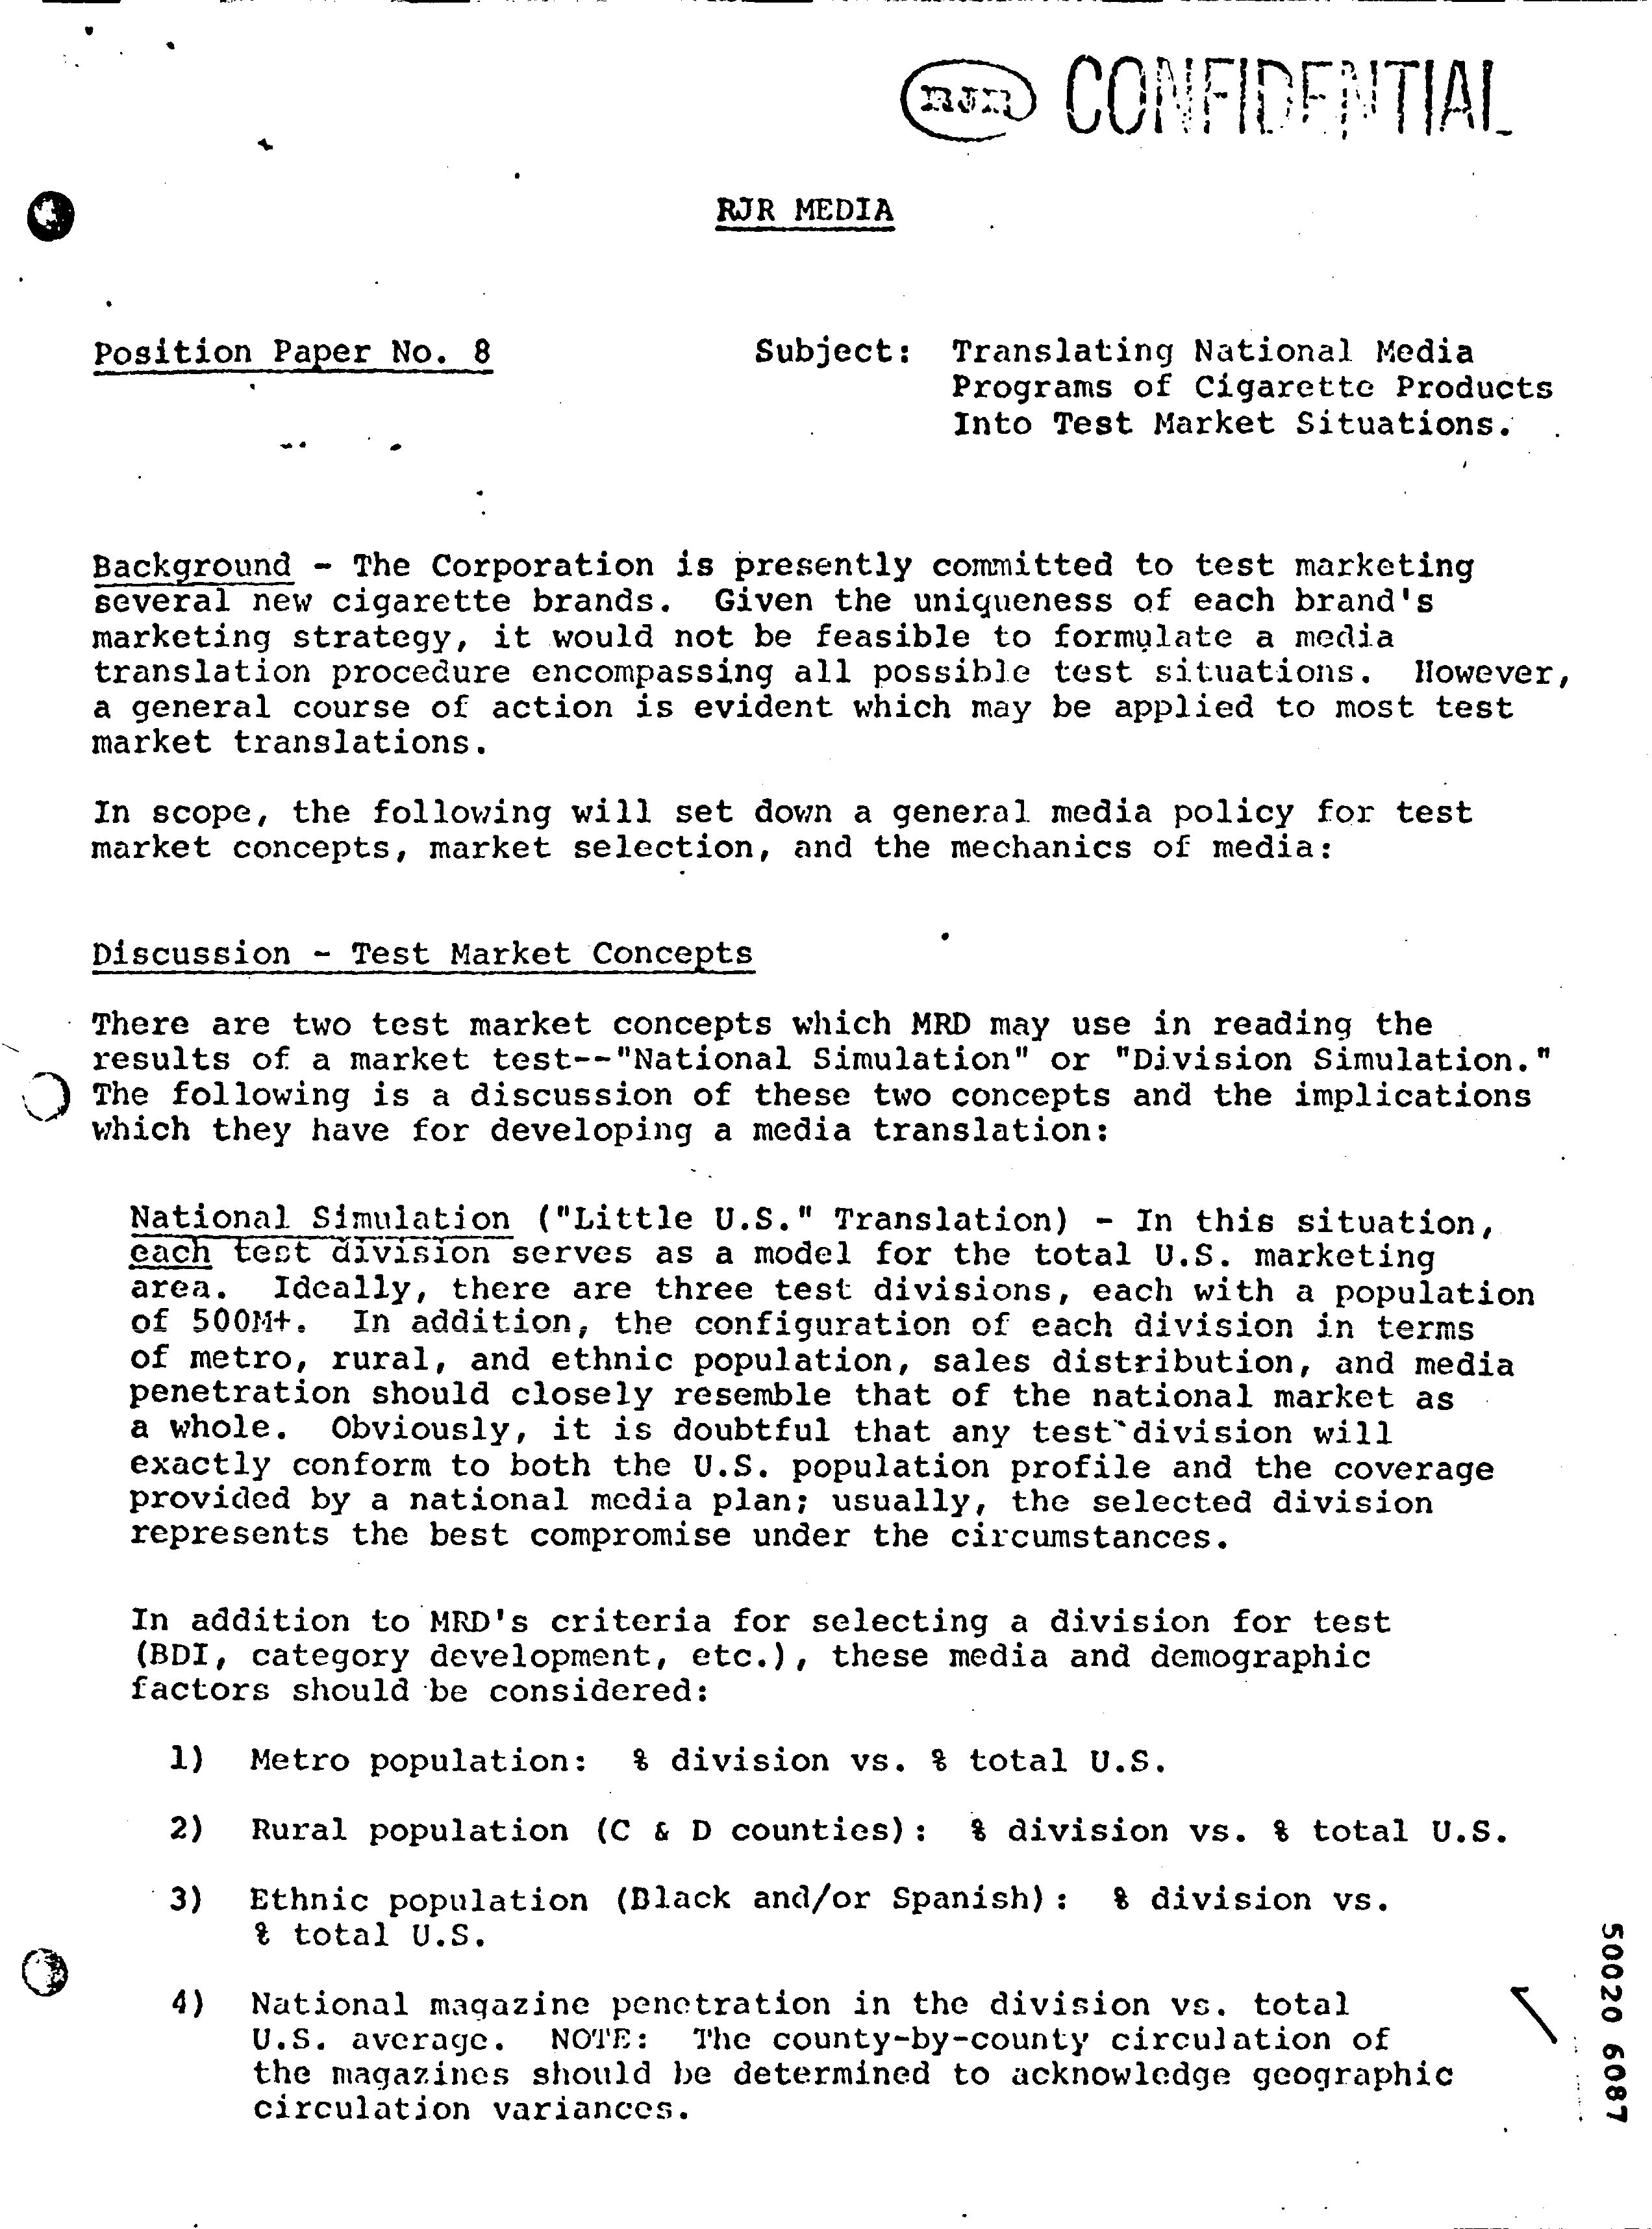 RJR CONFIDENTIAL
RJR MEDIA
Position Paper No. 8
Subject: Translating National Media
Programs of Cigarette Products
Into Test Market Situations.
Background - The Corporation is presently committed to test marketing
several new cigarette brands. Given the uniqueness of each brand's
marketing strategy, it would not be feasible to formulate a media
translation procedure encompassing all possible test situations. However,
a general course of action is evident which may be applied to most test
market translations.
In scope, the following will set down a general media policy for test
market concepts, market selection, and the mechanics of media:
Discussion - Test Market Concepts
There are two test market concepts which MRD may use in reading the
results of a market test--"National Simulation" or "Division Simulation."
The following is a discussion of these two concepts and the implications
which they have for developing a media translation:
National Simulation ("Little U.S." Translation) - In this situation,
each test division serves as a model for the total U.S. marketing
area. Ideally, there are three test divisions, each with a population
of 500M+. In addition, the configuration of each division in terms
of metro, rural, and ethnic population, sales distribution, and media
penetration should closely resemble that of the national market as
a whole. Obviously, it is doubtful that any test division will
exactly conform to both the U.S. population profile and the coverage
provided by a national media plan; usually, the selected division
represents the best compromise under the circumstances.
In addition to MRD's criteria for selecting a division for test
(BDI, category development, etc.), these media and demographic
factors should be considered:
1) Metro population: % division vs. % total U.S.
2) Rural population (C & D counties): % division vs. % total U.S.
3) Ethnic population (Black and/or Spanish): % division vs.
% total U.S.
4) National magazine penetration in the division vs. total
U.S. average. NOTE: The county-by-county circulation of
the magazines should be determined to acknowledge geographic
circulation variances.
50020 6087